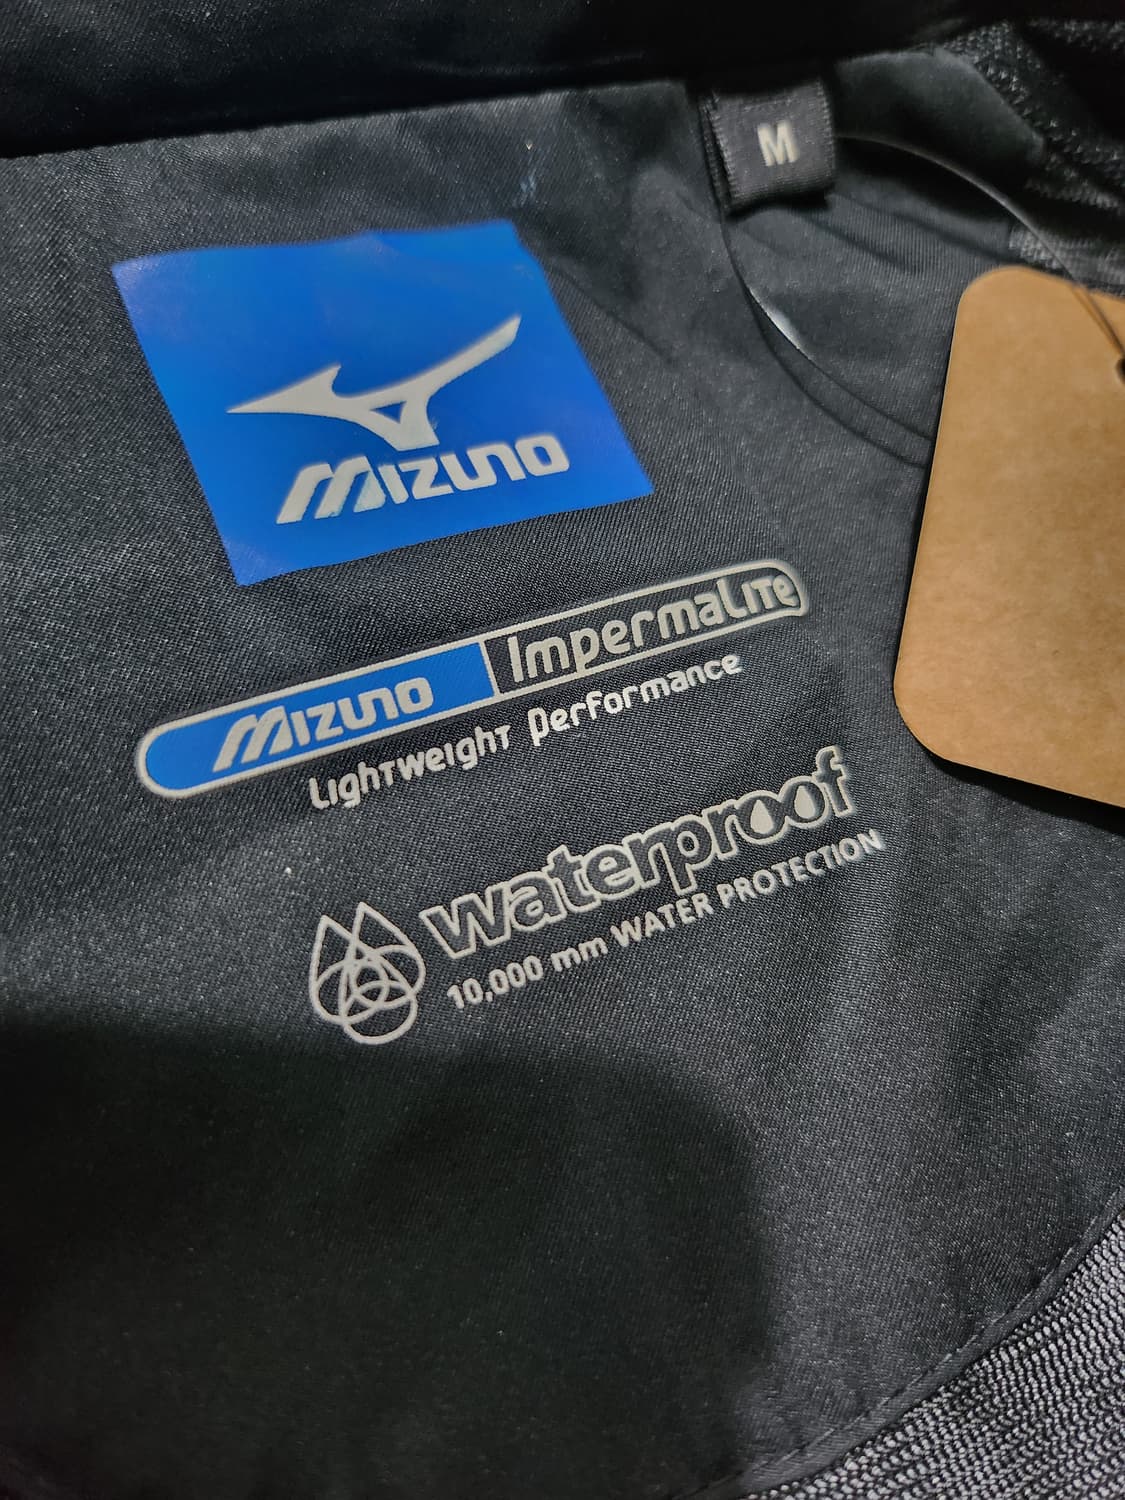 M
MIZUNO
MIZUNO ImpermaLite
Lightweight Performance
waterproof
10,000 mm WATER PROTECTION